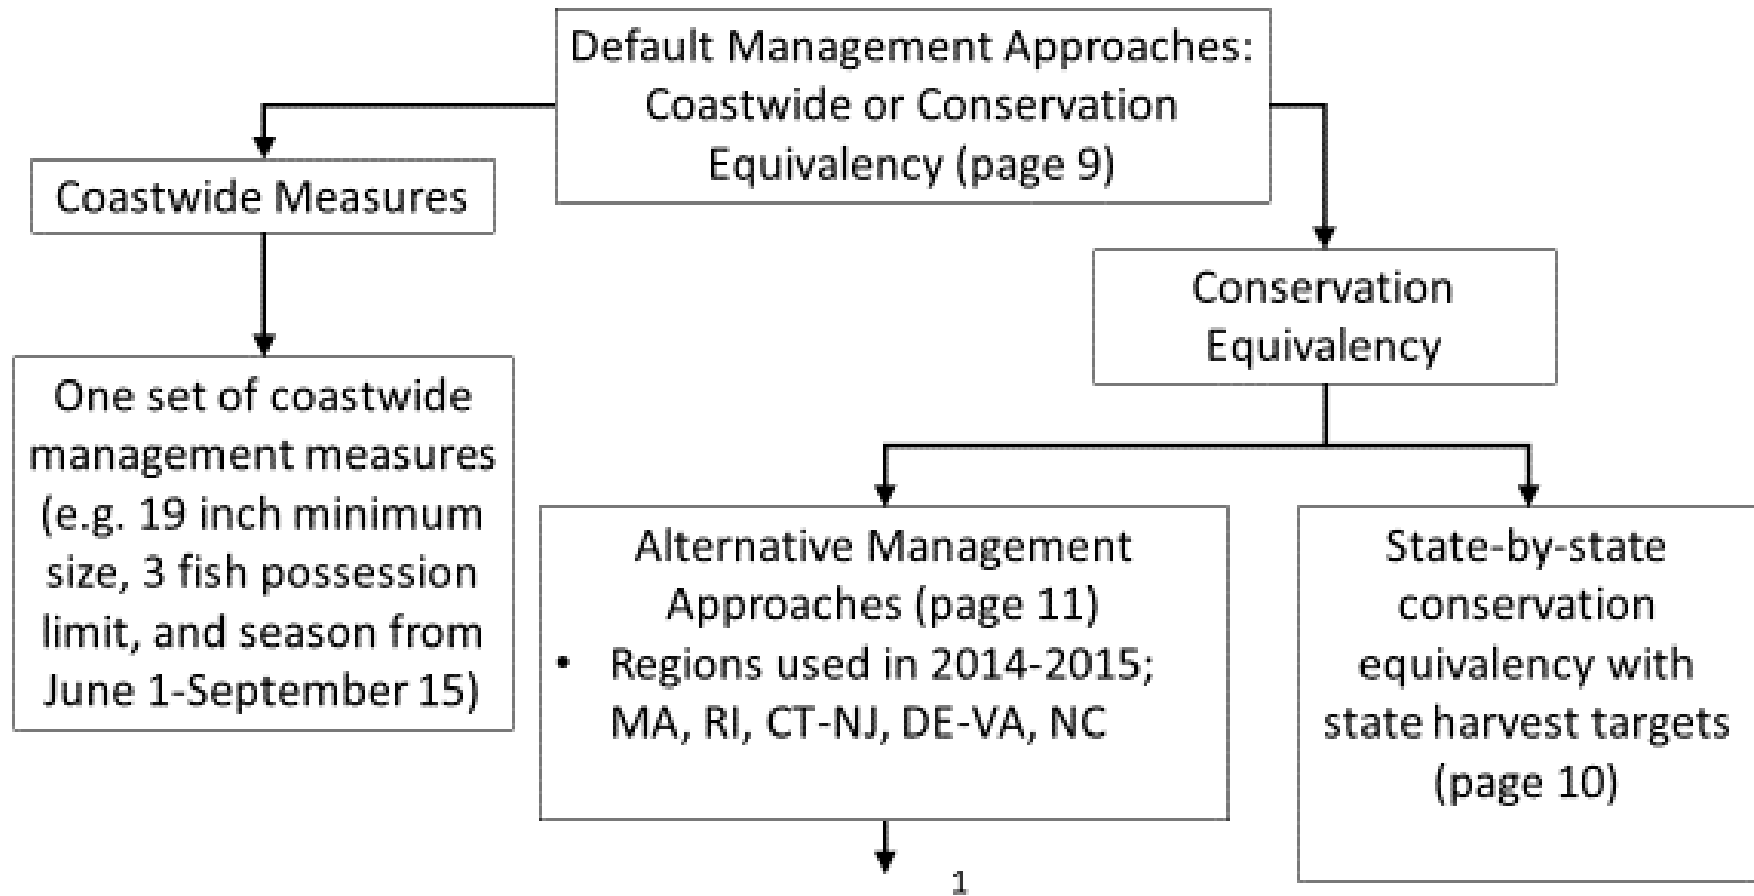 Default Management Approaches:
Coastwide or Conservation
Equivalency (page 9)
Coastwide Measures
One set of coastwide
management measures
(e.g. 19 inch minimum
size, 3 fish possession
limit, and season from
June 1-September 15)
Conservation
Equivalency
Alternative Management
Approaches (page 11)
• Regions used in 2014-2015;
MA, RI, CT-NJ, DE-VA, NC
State-by-state
conservation
equivalency with
state harvest targets
(page 10)
1